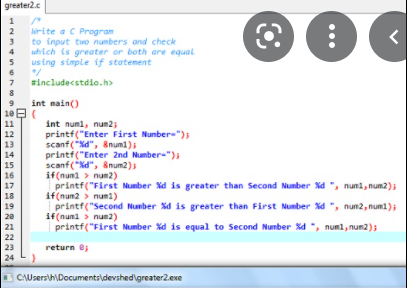 greater2.c
1 /*
2 Write a C Program
3 to input two numbers and check
4 which is greater or both are equal
5 using simple if statement
6 */
7 #include<stdio.h>
8
9 int main()
10 {
11 int num1, num2;
12 printf("Enter First Number=");
13 scanf("%d", &num1);
14 printf("Enter 2nd Number=");
15 scanf("%d", &num2);
16 if(num1 > num2)
17 printf("First Number %d is greater than Second Number %d ", num1,num2);
18 if(num2 > num1)
19 printf("Second Number %d is greater than First Number %d ", num2,num1);
20 if(num1 > num2)
21 printf("First Number %d is equal to Second Number %d ", num1,num2);
22
23 return 0;
24 }
C:\Users\h\Documents\devshed\greater2.exe